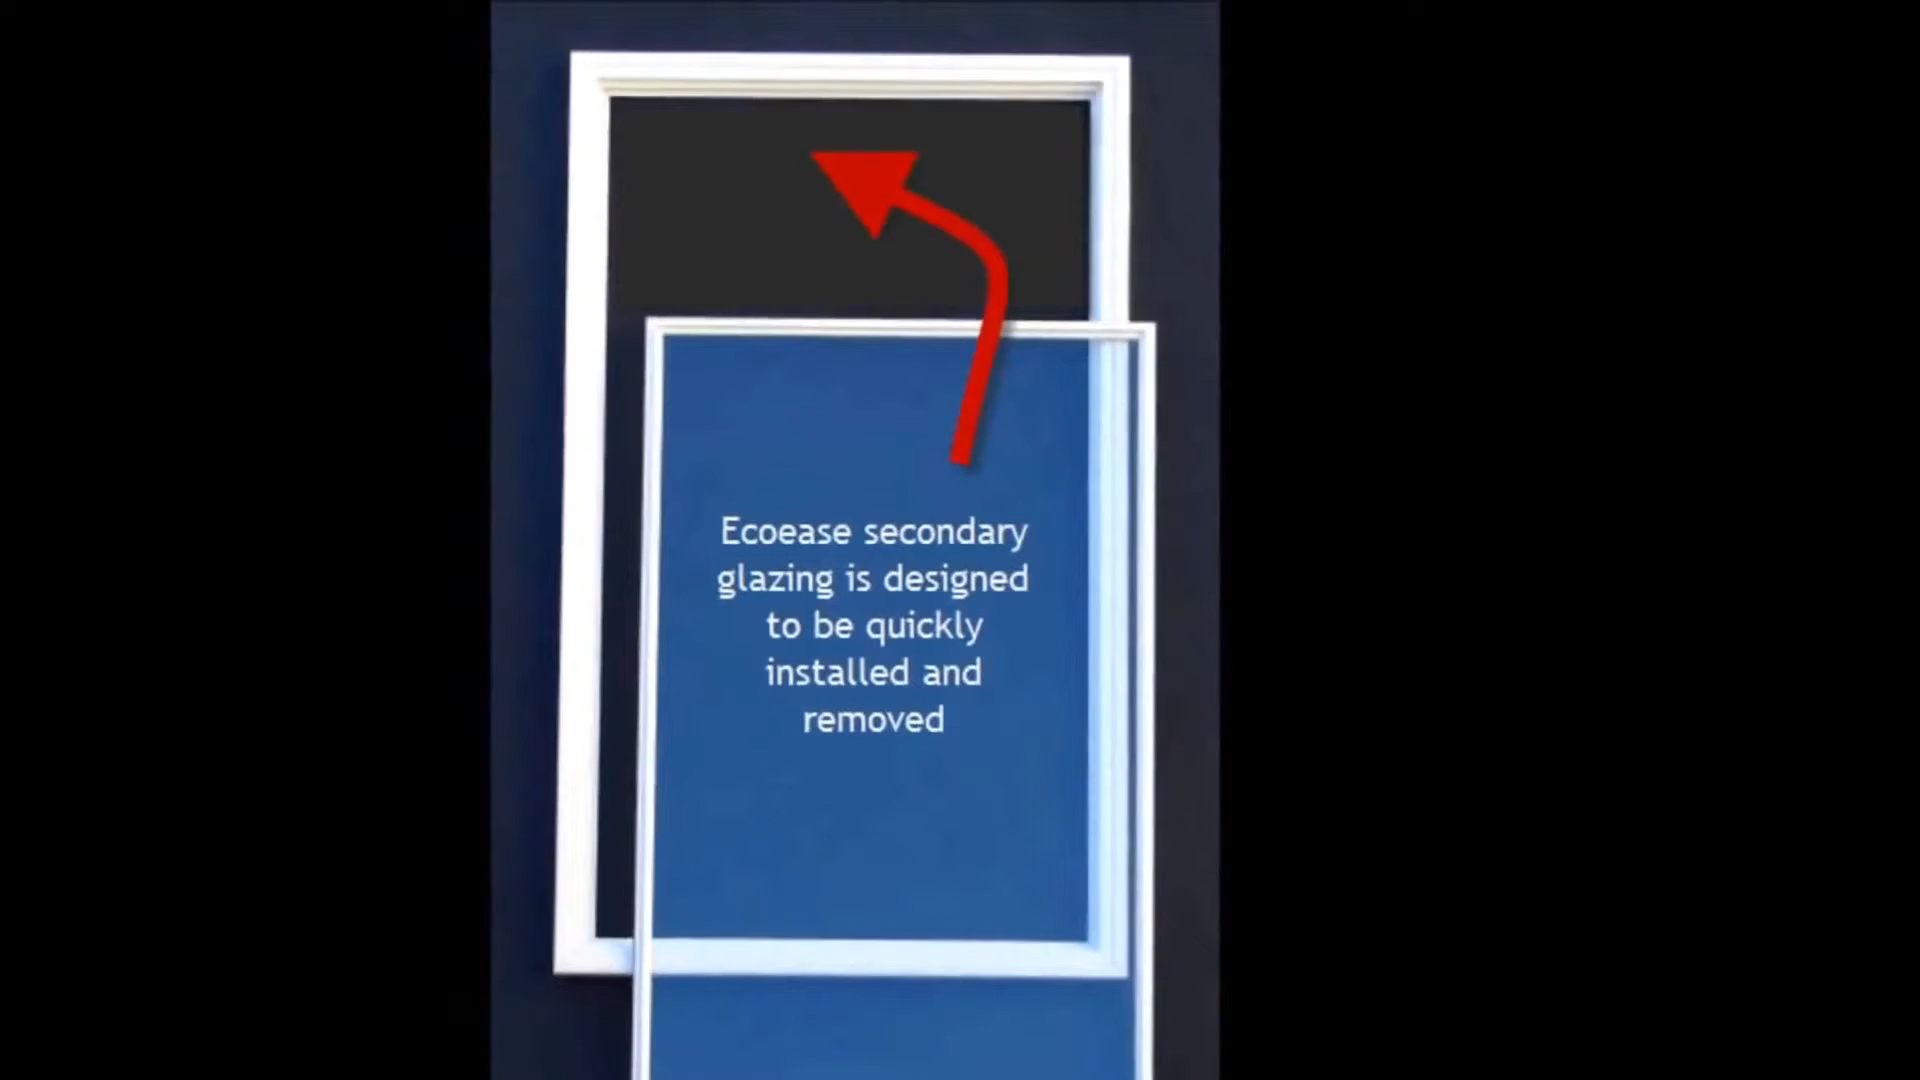 Ecoease secondary
glazing is designed
to be quickly
installed and
removed